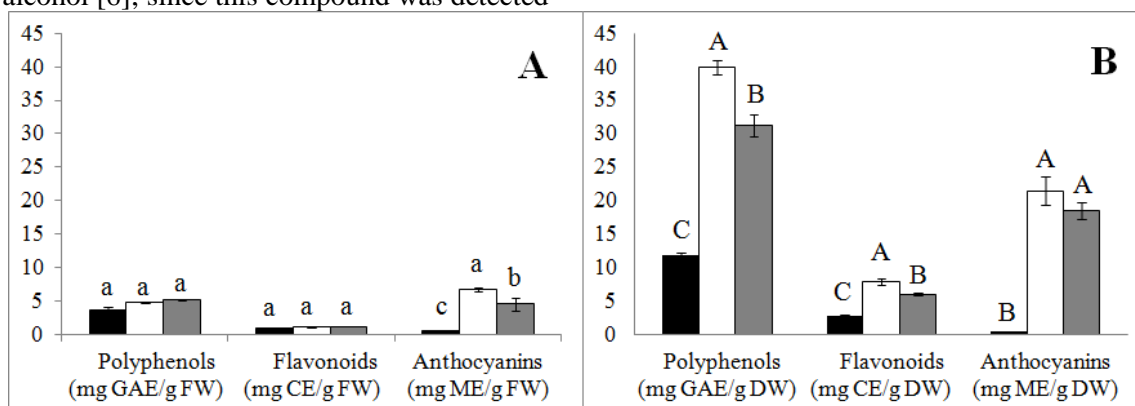 alcohol [6], since this compound was detected
45
40
35
30
25
20
15
10
5
0
A
a a a
a a a
c a b
Polyphenols Flavonoids Anthocyanins
(mg GAE/g FW) (mg CE/g FW) (mg ME/g FW)
45
40
35
30
25
20
15
10
5
0
B
C A B
C A B
B A A
Polyphenols Flavonoids Anthocyanins
(mg GAE/g DW) (mg CE/g DW) (mg ME/g DW)